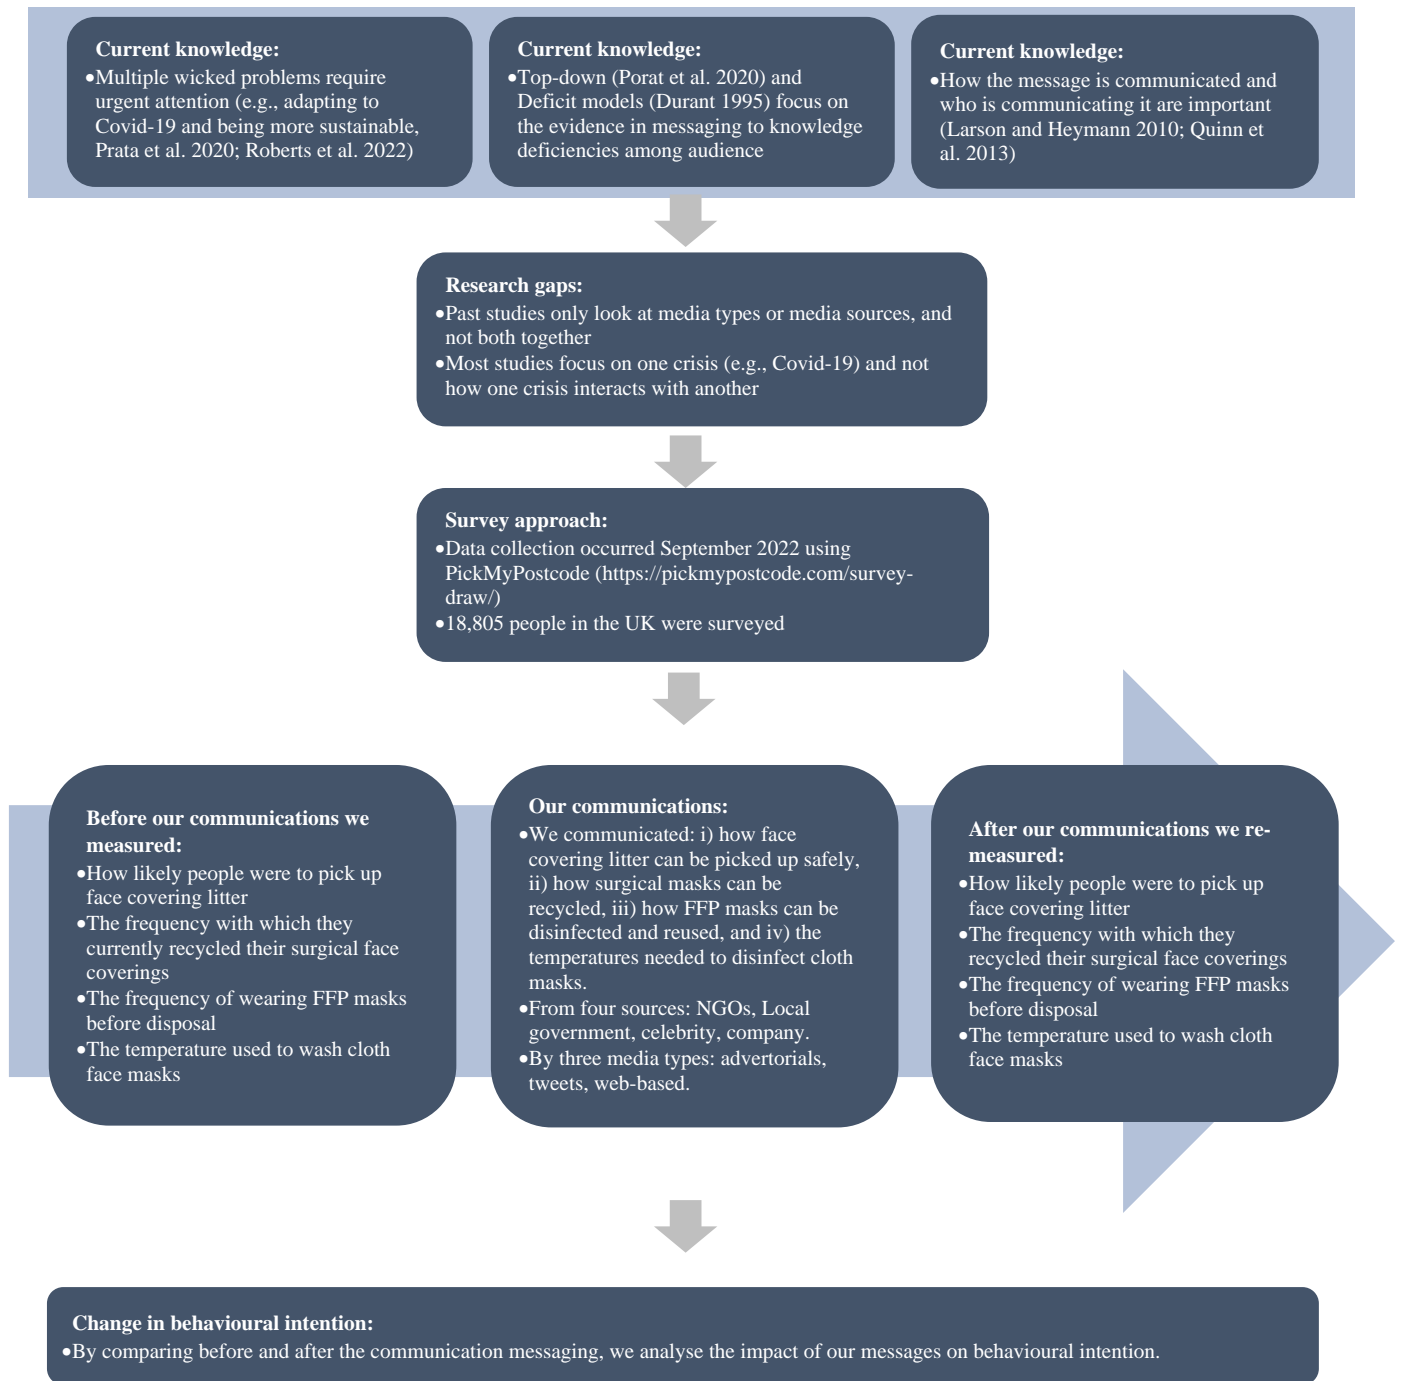 Current knowledge:
•Multiple wicked problems require
urgent attention (e.g., adapting to
Covid-19 and being more sustainable,
Prata et al. 2020; Roberts et al. 2022)
Current knowledge:
•Top-down (Porat et al. 2020) and
Deficit models (Durant 1995) focus on
the evidence in messaging to knowledge
deficiencies among audience
Current knowledge:
•How the message is communicated and
who is communicating it are important
(Larson and Heymann 2010; Quinn et
al. 2013)
Research gaps:
•Past studies only look at media types or media sources, and
not both together
•Most studies focus on one crisis (e.g., Covid-19) and not
how one crisis interacts with another
Survey approach:
•Data collection occurred September 2022 using
PickMyPostcode (https://pickmypostcode.com/survey-
draw/)
•18,805 people in the UK were surveyed
Before our communications we
measured:
•How likely people were to pick up
face covering litter
•The frequency with which they
currently recycled their surgical face
coverings
•The frequency of wearing FFP masks
before disposal
•The temperature used to wash cloth
face masks
Our communications:
•We communicated: i) how face
covering litter can be picked up safely,
ii) how surgical masks can be
recycled, iii) how FFP masks can be
disinfected and reused, and iv) the
temperatures needed to disinfect cloth
masks.
•From four sources: NGOs, Local
government, celebrity, company.
•By three media types: advertorials,
tweets, web-based.
After our communications we re-
measured:
•How likely people were to pick up
face covering litter
•The frequency with which they
recycled their surgical face coverings
•The frequency of wearing FFP masks
before disposal
•The temperature used to wash cloth
face masks
Change in behavioural intention:
•By comparing before and after the communication messaging, we analyse the impact of our messages on behavioural intention.